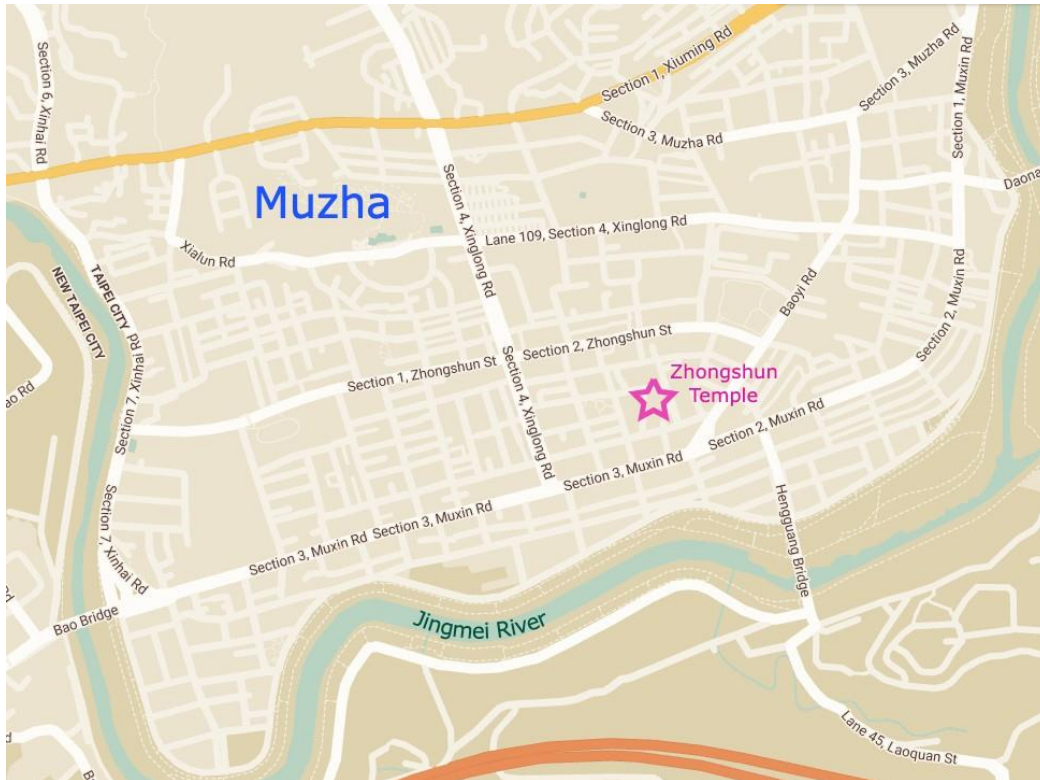 Section 6, Xinhai Rd
Section 1, Xiuming Rd
Section 3, Muzha Rd
Section 3, Muzha Rd
Section 1, Muxin Rd
Muzha
Daona
Section 4, Xinglong Rd
Lane 109, Section 4, Xinglong Rd
Xialun Rd
TAIPEI CITY
NEW TAIPEI CITY
Baoyi Rd
Section 2, Muxin Rd
Section 7, Xinhai Rd
Section 1, Zhongshun St
Section 2, Zhongshun St
Zhongshun
Temple
ao Rd
Section 4, Xinglong Rd
Section 2, Muxin Rd
Section 3, Muxin Rd
Section 3, Muxin Rd
Section 3, Muxin Rd
Section 7, Xinhai Rd
Hengguang Bridge
Bao Bridge
Rd
Jingmei River
Lane 45, Laoquan St
d